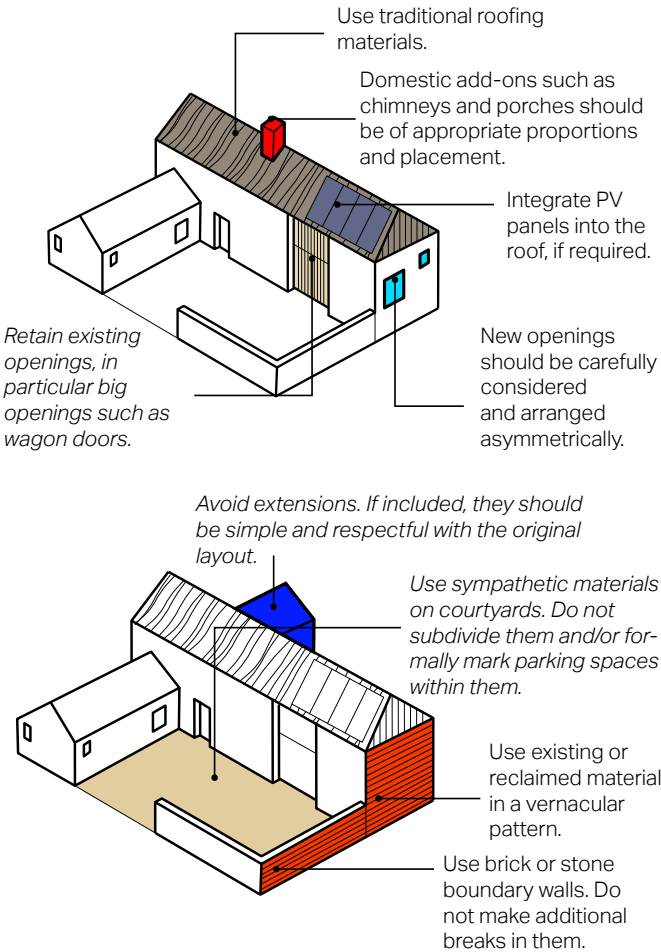 Use traditional roofing
materials.
Domestic add-ons such as
chimneys and porches should
be of appropriate proportions
and placement.
Integrate PV
panels into the
roof, if required.
Retain existing
openings, in
particular big
openings such as
wagon doors.
New openings
should be carefully
considered
and arranged
asymmetrically.
Avoid extensions. If included, they should
be simple and respectful with the original
layout.
Use sympathetic materials
on courtyards. Do not
subdivide them and/or for-
mally mark parking spaces
within them.
Use existing or
reclaimed material
in a vernacular
pattern.
Use brick or stone
boundary walls. Do
not make additional
breaks in them.